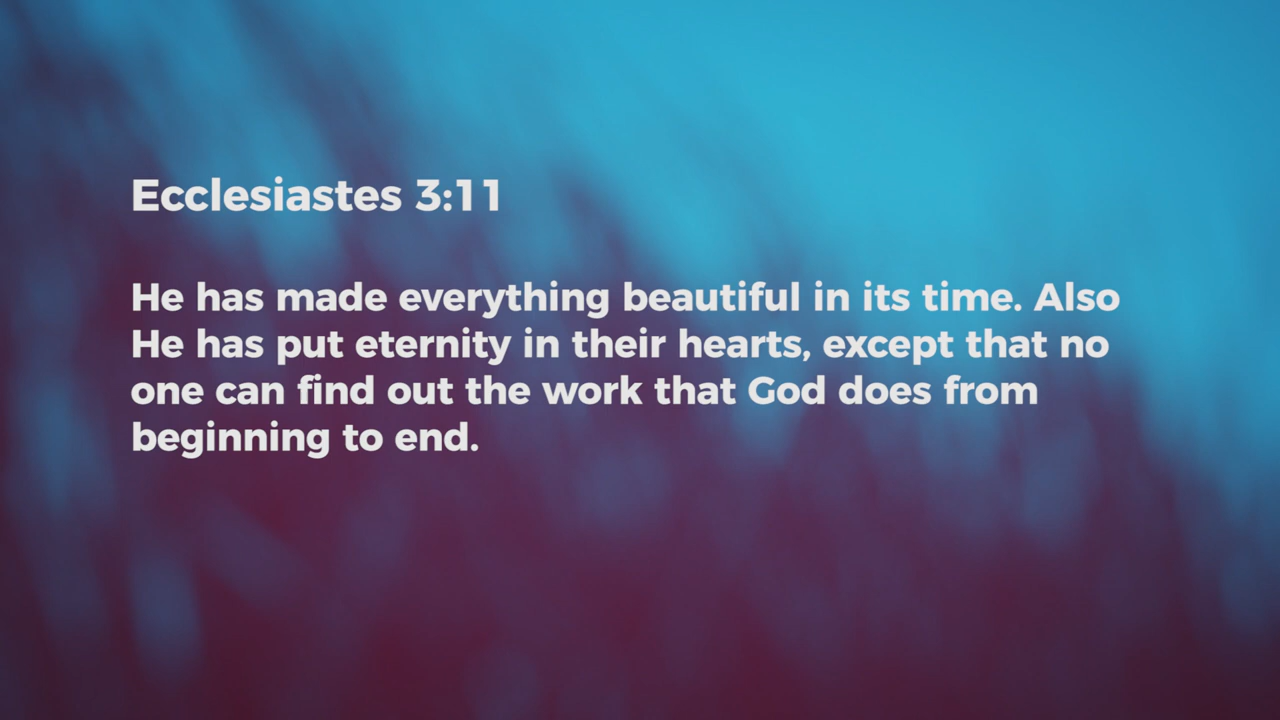 Ecclesiastes 3:11
He has made everything beautiful in its time. Also
He has put eternity in their hearts, except that no
one can find out the work that God does from
beginning to end.